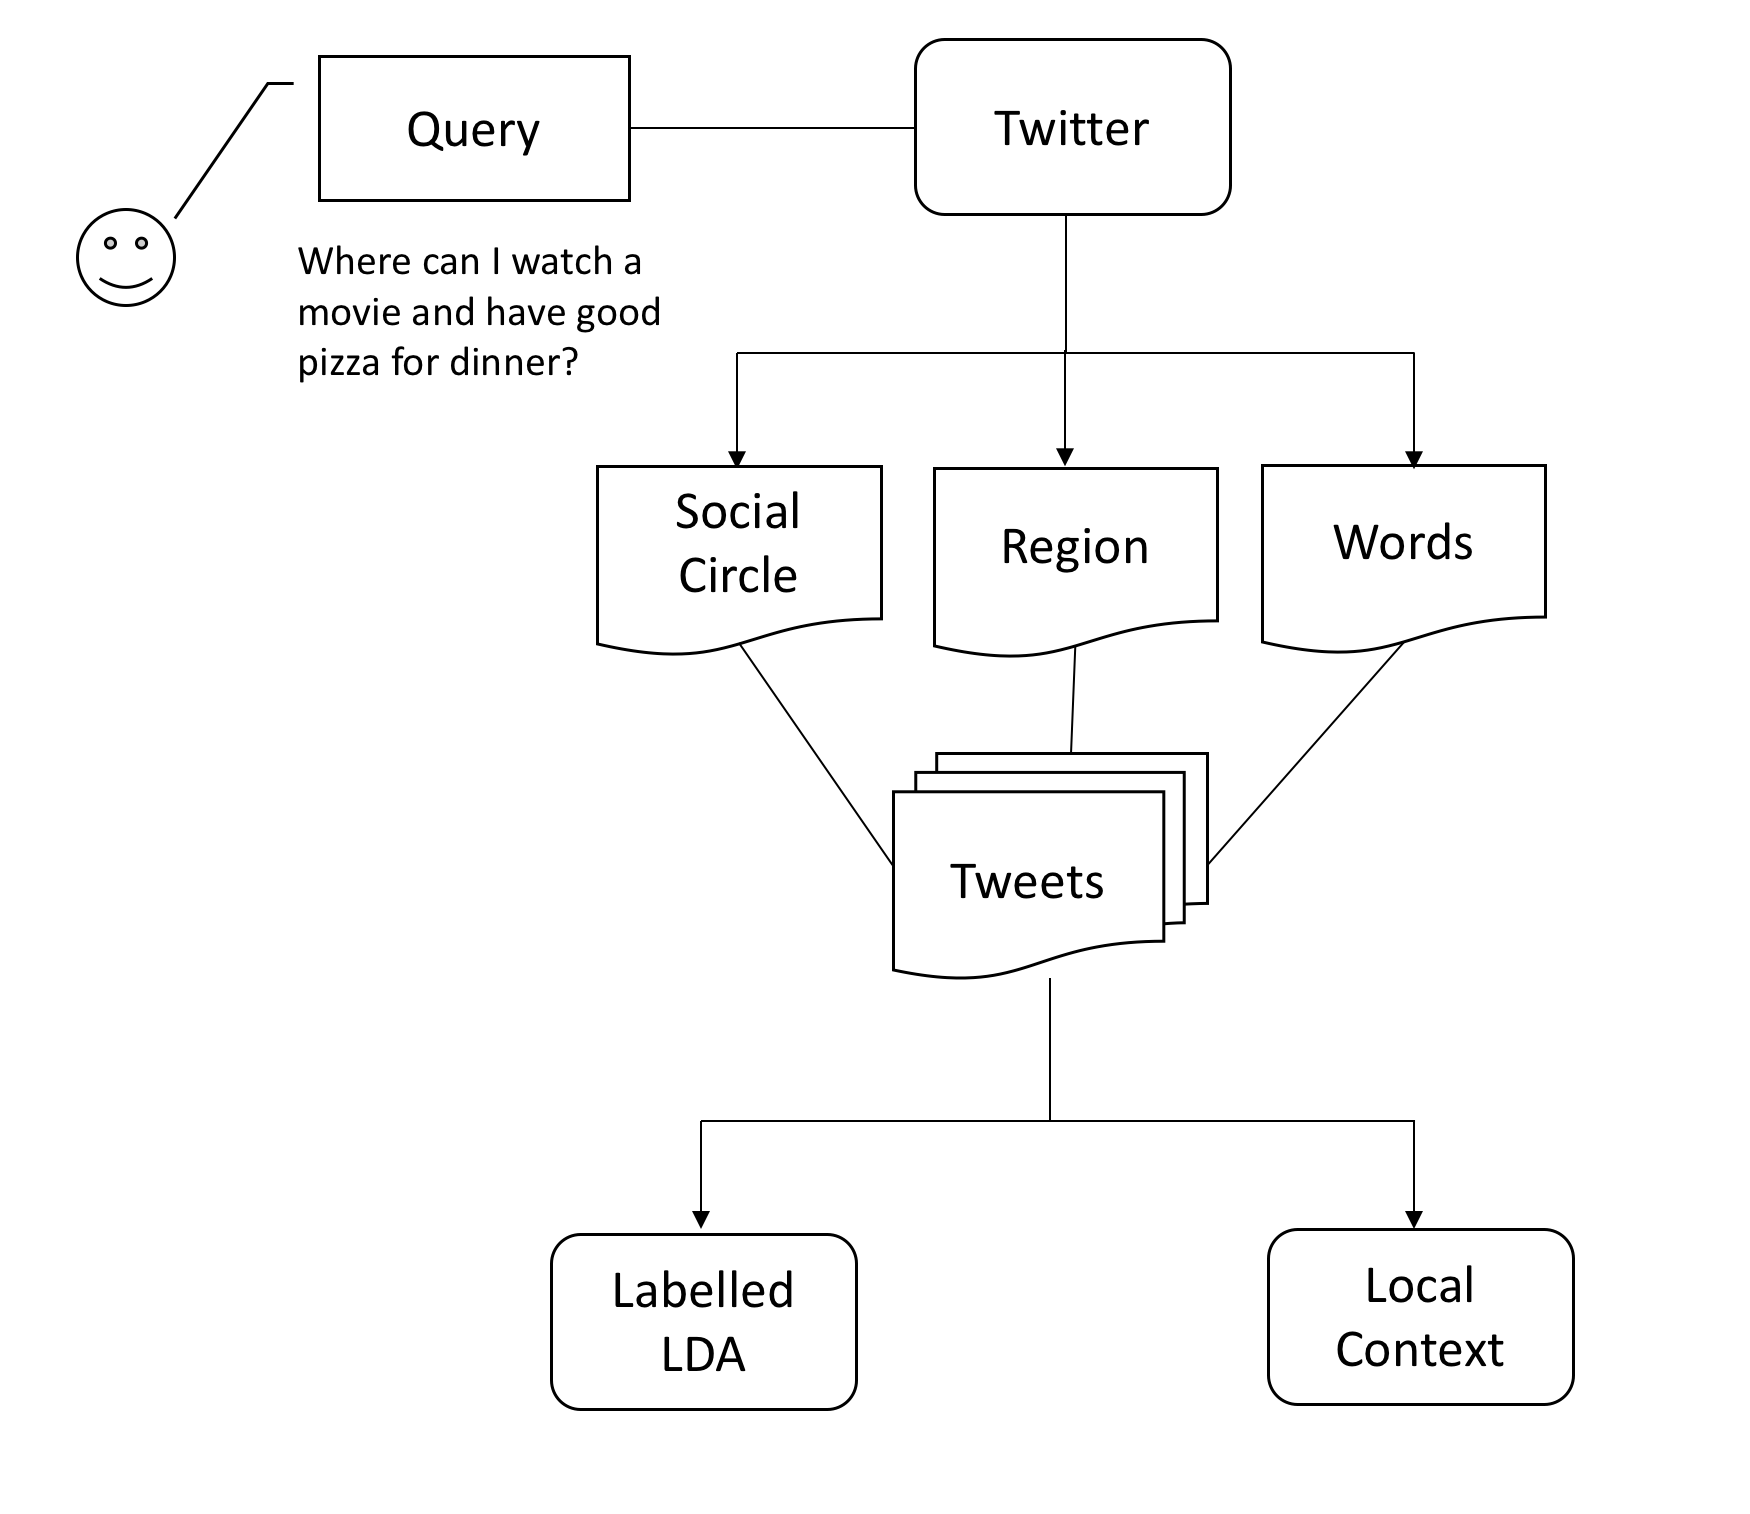 Query
Twitter
Where can I watch a
movie and have good
pizza for dinner?
Social
Circle
Region
Words
Tweets
Labelled
LDA
Local
Context